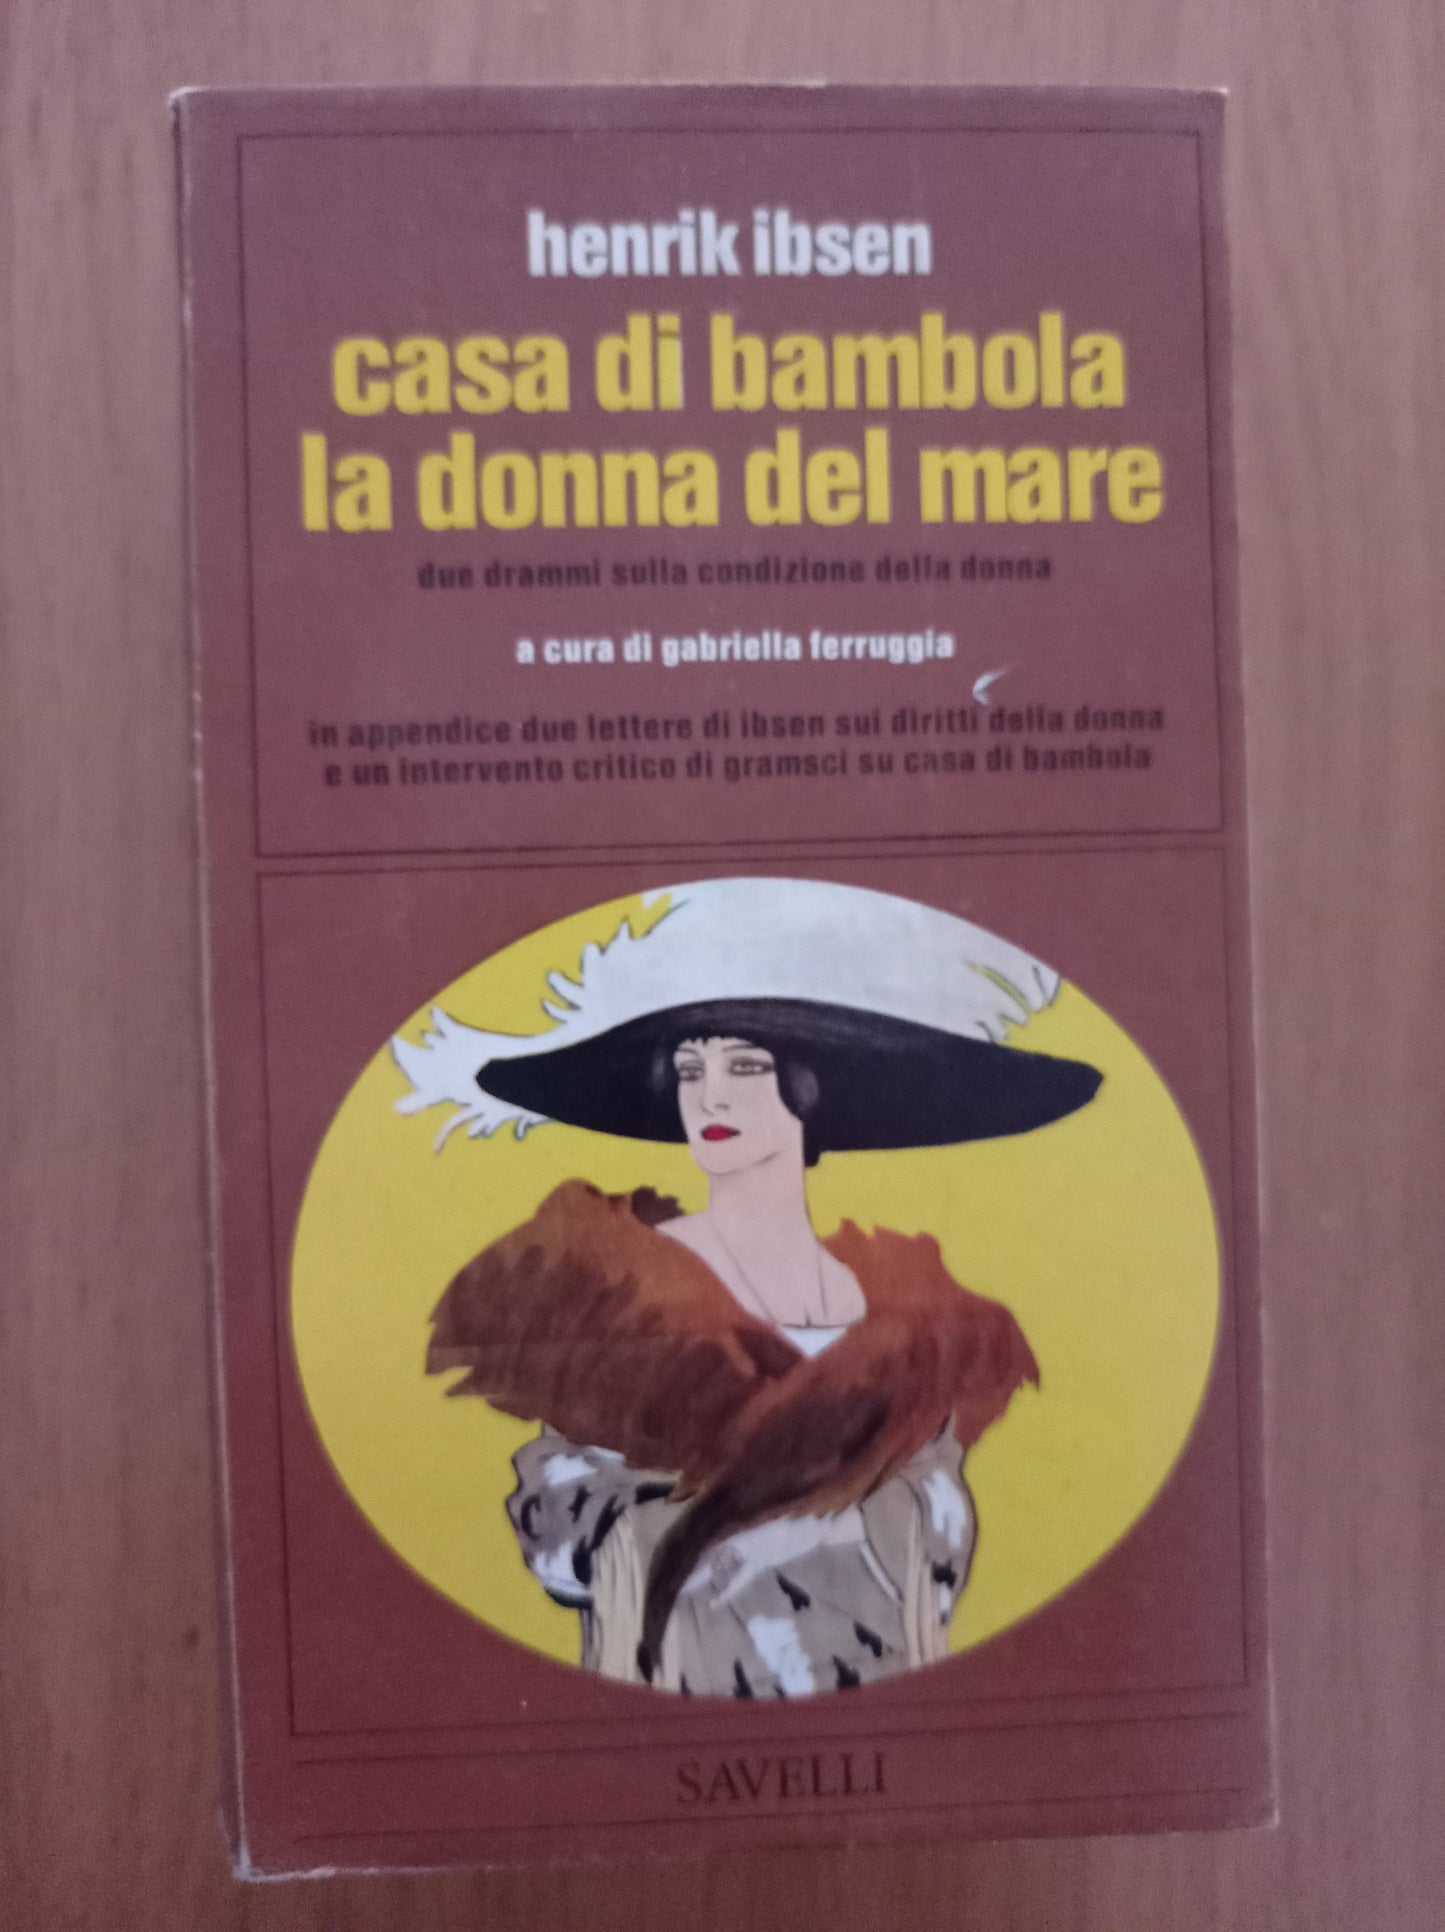 henrik ibsen
casa di bambola
la donna del mare
due drammi sulla condizione della donna
a cura di gabriella ferruggia
in appendice due lettere di ibsen sui diritti della donna
e un intervento critico di gramsci su casa di bambola
SAVELLI